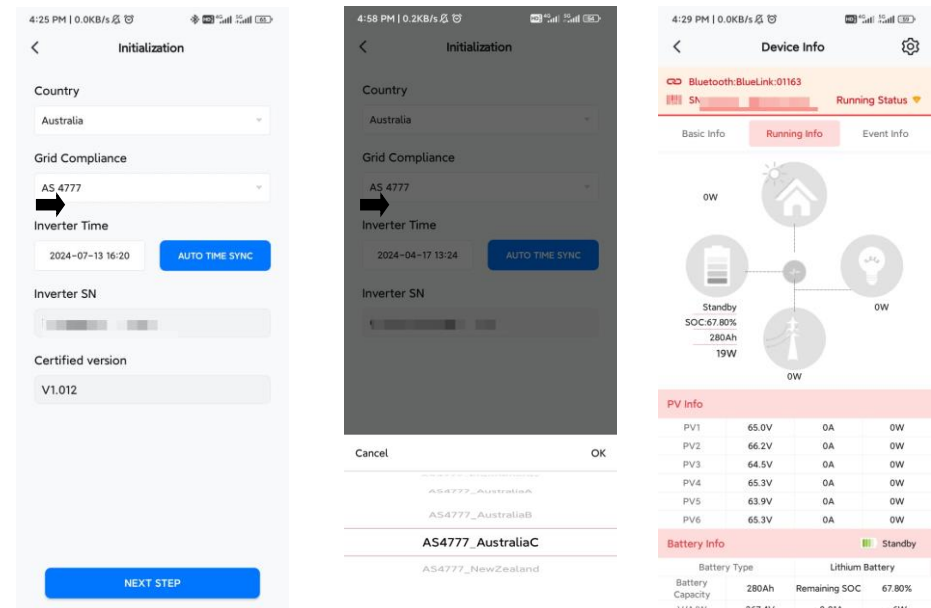 4:25 PM | 0.0KB/s
Initialization
Country
Australia
Grid Compliance
AS 4777
Inverter Time
2024-07-13 16:20
AUTO TIME SYNC
Inverter SN
Certified version
V1.012
NEXT STEP
4:58 PM | 0.2KB/s
Initialization
Country
Australia
Grid Compliance
AS 4777
Inverter Time
2024-04-17 13:24
AUTO TIME SYNC
Inverter SN
Cancel OK
AS4777_AustraliaA
AS4777_AustraliaB
AS4777_AustraliaC
AS4777_NewZealand
4:29 PM | 0.0KB/s
Device Info
Bluetooth:BlueLink:01163
SN Running Status
Basic Info Running Info Event Info
0W
Standby
SOC:67.80%
280Ah
19W
0W
0W
PV Info
PV1 65.0V 0A 0W
PV2 66.2V 0A 0W
PV3 64.5V 0A 0W
PV4 65.3V 0A 0W
PV5 63.9V 0A 0W
PV6 65.3V 0A 0W
Battery Info Standby
Battery Type Lithium Battery
Battery Capacity 280Ah Remaining SOC 67.80%